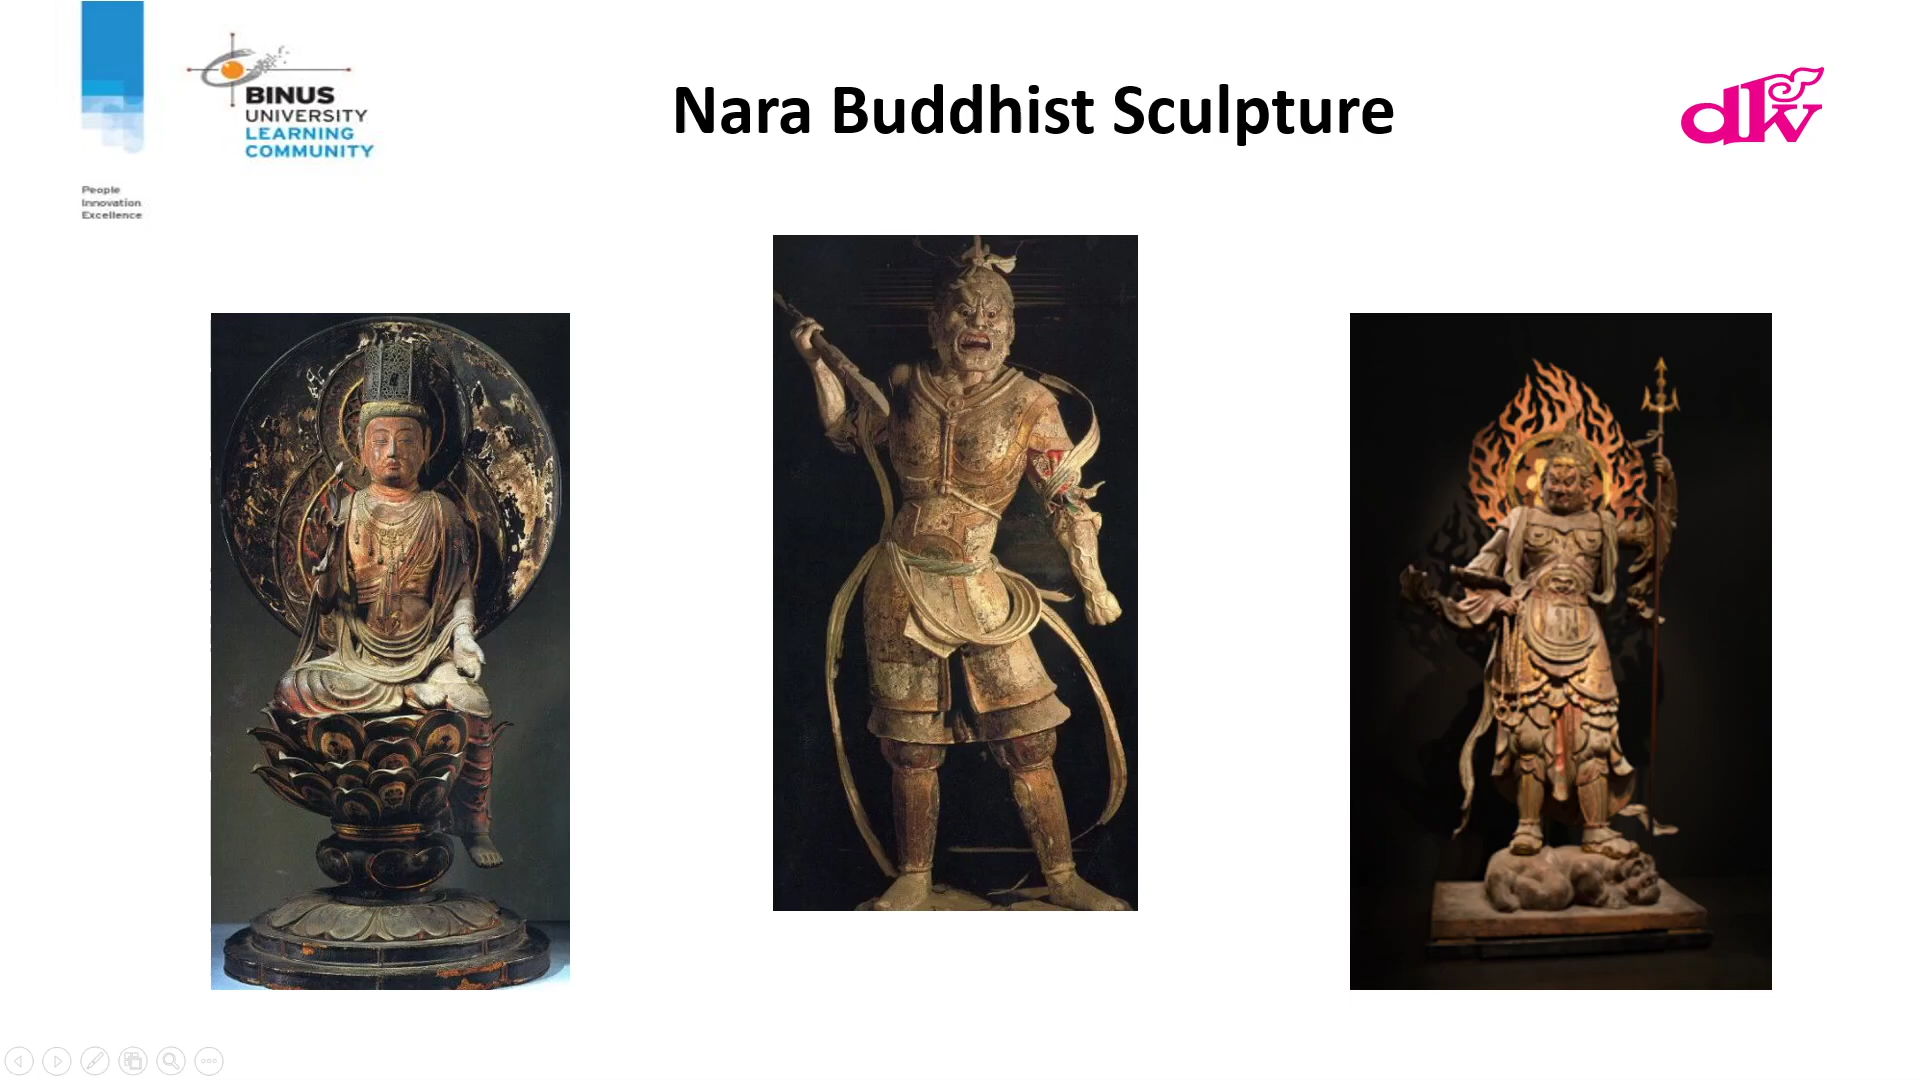 BINUS
UNIVERSITY
LEARNING
COMMUNITY
People
Innovation
Excellence
Nara Buddhist Sculpture
dkv